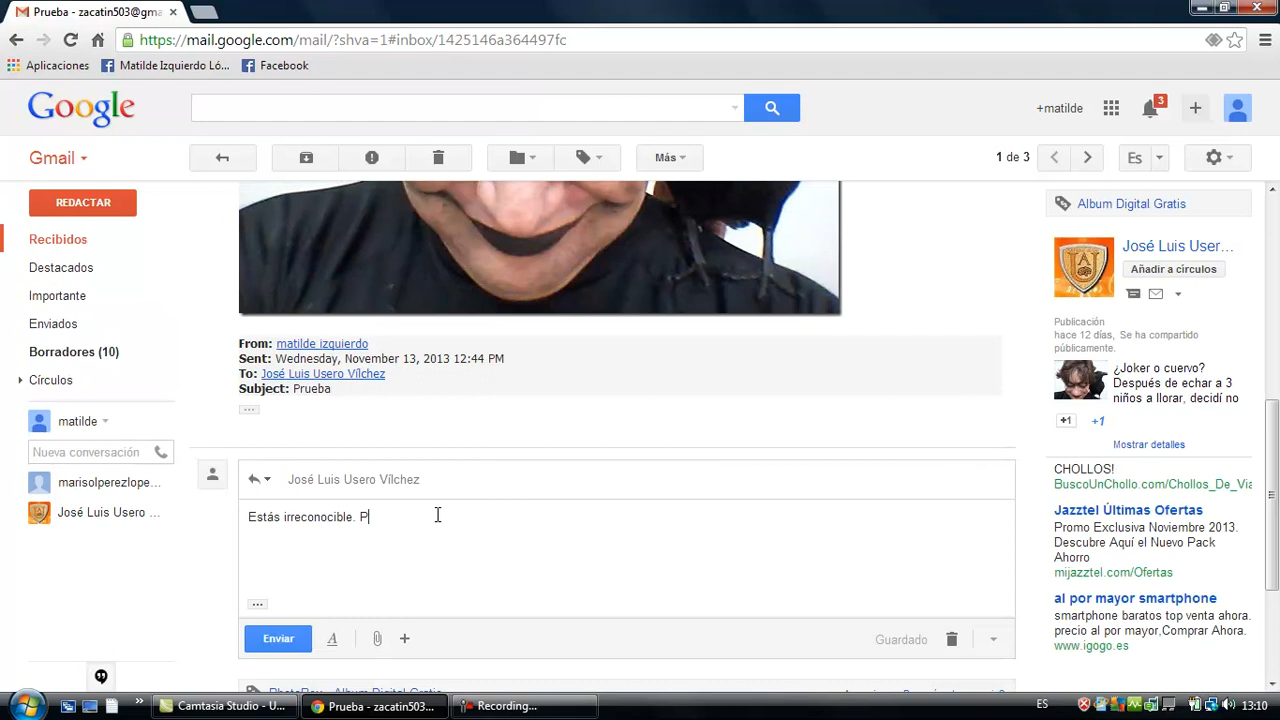 Prueba - zacatin503@gma
https://mail.google.com/mail/?shva=1#inbox/1425146a364497fc
Aplicaciones
Matilde Izquierdo Ló...
Facebook
Google
+matilde
3
Gmail
Más
1 de 3
Es
REDACTAR
Recibidos
Destacados
Importante
Enviados
Borradores (10)
Círculos
matilde
Nueva conversación
marisolperezlope...
José Luis Usero ...
From: matilde izquierdo
Sent: Wednesday, November 13, 2013 12:44 PM
To: José Luis Usero Vílchez
Subject: Prueba
José Luis Usero Vílchez
Estás irreconocible. P
Enviar
A
Guardado
Album Digital Gratis
José Luis User...
Añadir a círculos
Publicación
hace 12 días, Se ha compartido
públicamente.
¿Joker o cuervo?
Después de echar a 3
niños a llorar, decidí no
+1
+1
Mostrar detalles
CHOLLOS!
BuscoUnChollo.com/Chollos_De_Via
Jazztel Últimas Ofertas
Promo Exclusiva Noviembre 2013.
Descubre Aquí el Nuevo Pack
Ahorro
mijazztel.com/Ofertas
al por mayor smartphone
smartphone baratos top venta ahora.
precio al por mayor,Comprar Ahora.
www.igogo.es
Camtasia Studio - U...
Prueba - zacatin503...
Recording...
ES
13:10